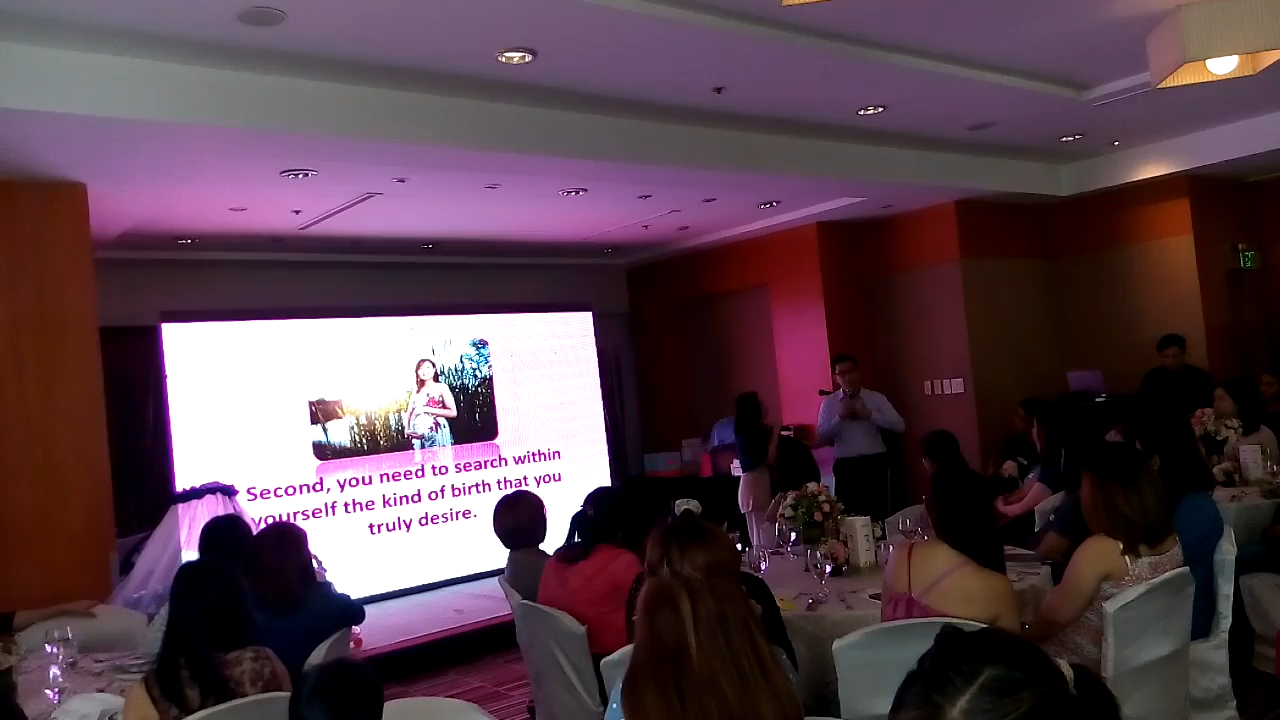 Second, you need to search within
yourself the kind of birth that you
truly desire.